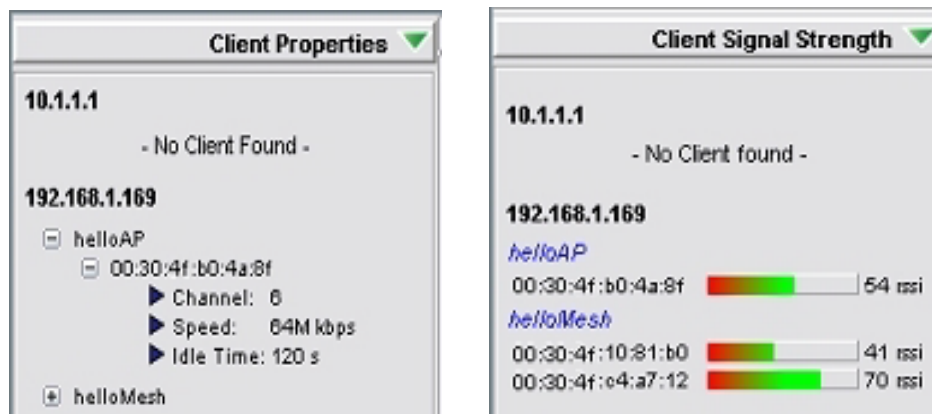 Client Properties
10.1.1.1
- No Client Found -
192.168.1.169
helloAP
00:30:4f:b0:4a:8f
Channel: 6
Speed: 64M kbps
Idle Time: 120 s
helloMesh
Client Signal Strength
10.1.1.1
- No Client found -
192.168.1.169
helloAP
00:30:4f:b0:4a:8f 54 rssi
helloMesh
00:30:4f:10:81:b0 41 rssi
00:30:4f:c4:a7:12 70 rssi